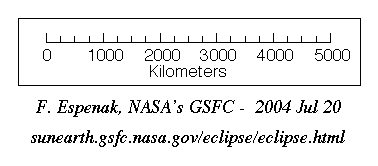 0 1000 2000 3000 4000 5000
Kilometers
F. Espenak, NASA's GSFC - 2004 Jul 20
sunearth.gsfc.nasa.gov/eclipse/eclipse.html